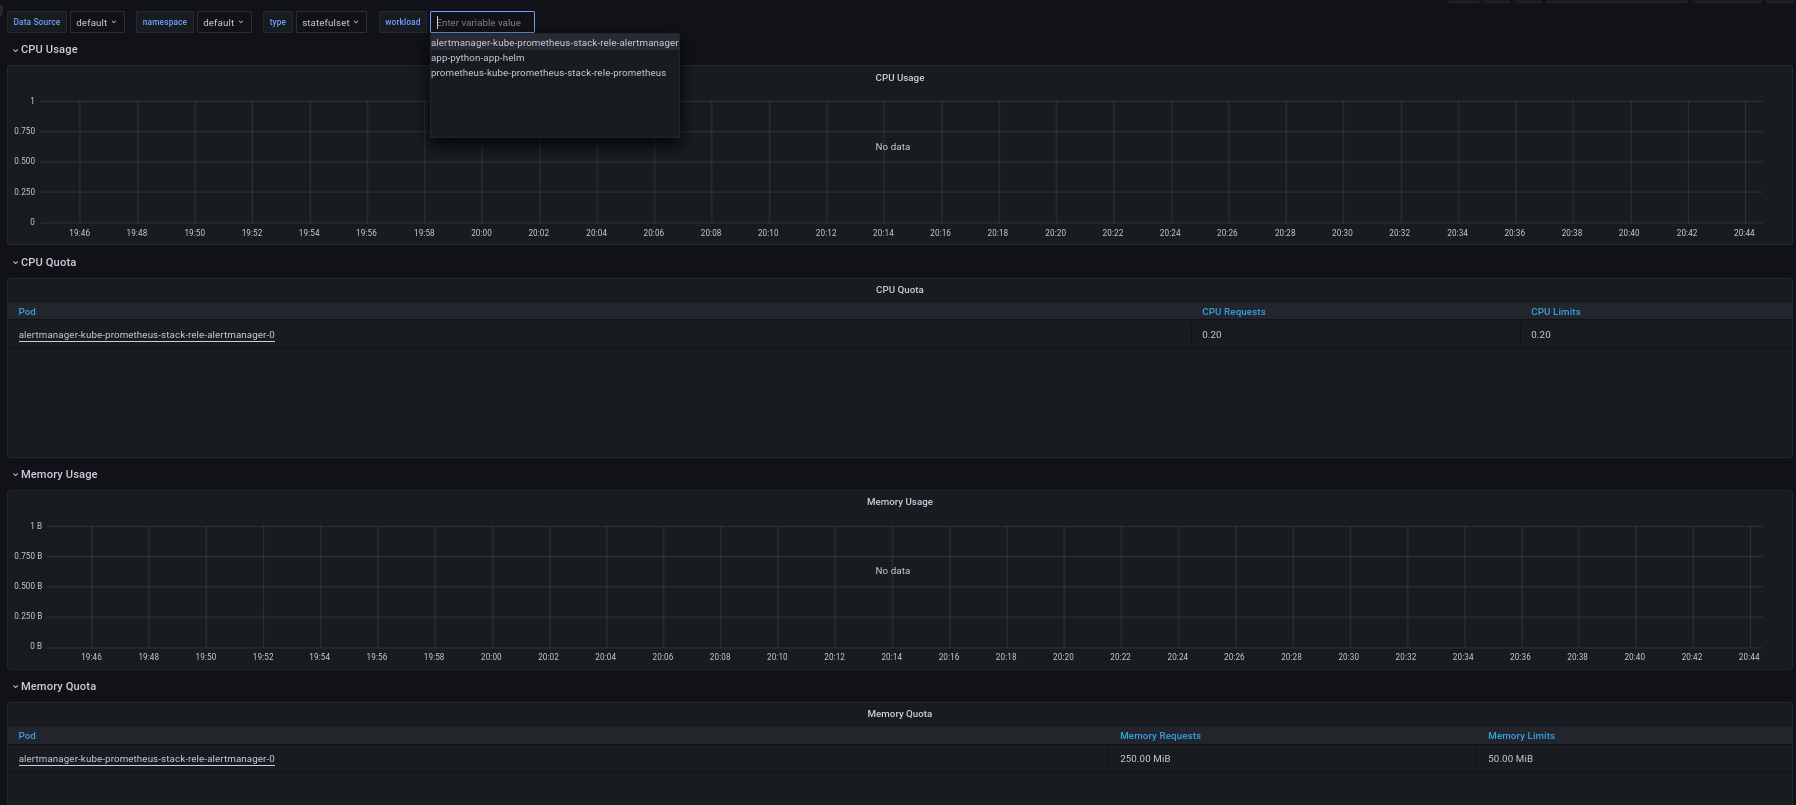 Data Source default namespace default type statefulset workload Enter variable value
alertmanager-kube-prometheus-stack-rele-alertmanager
app-python-app-helm
prometheus-kube-prometheus-stack-rele-prometheus
CPU Usage
CPU Usage
1
0.750
0.500
0.250
0
No data
19:46 19:48 19:50 19:52 19:54 19:56 19:58 20:00 20:02 20:04 20:06 20:08 20:10 20:12 20:14 20:16 20:18 20:20 20:22 20:24 20:26 20:28 20:30 20:32 20:34 20:36 20:38 20:40 20:42 20:44
CPU Quota
CPU Quota
Pod CPU Requests CPU Limits
alertmanager-kube-prometheus-stack-rele-alertmanager-0 0.20 0.20
Memory Usage
Memory Usage
1 B
0.750 B
0.500 B
0.250 B
0 B
No data
19:46 19:48 19:50 19:52 19:54 19:56 19:58 20:00 20:02 20:04 20:06 20:08 20:10 20:12 20:14 20:16 20:18 20:20 20:22 20:24 20:26 20:28 20:30 20:32 20:34 20:36 20:38 20:40 20:42 20:44
Memory Quota
Memory Quota
Pod Memory Requests Memory Limits
alertmanager-kube-prometheus-stack-rele-alertmanager-0 250.00 MiB 50.00 MiB